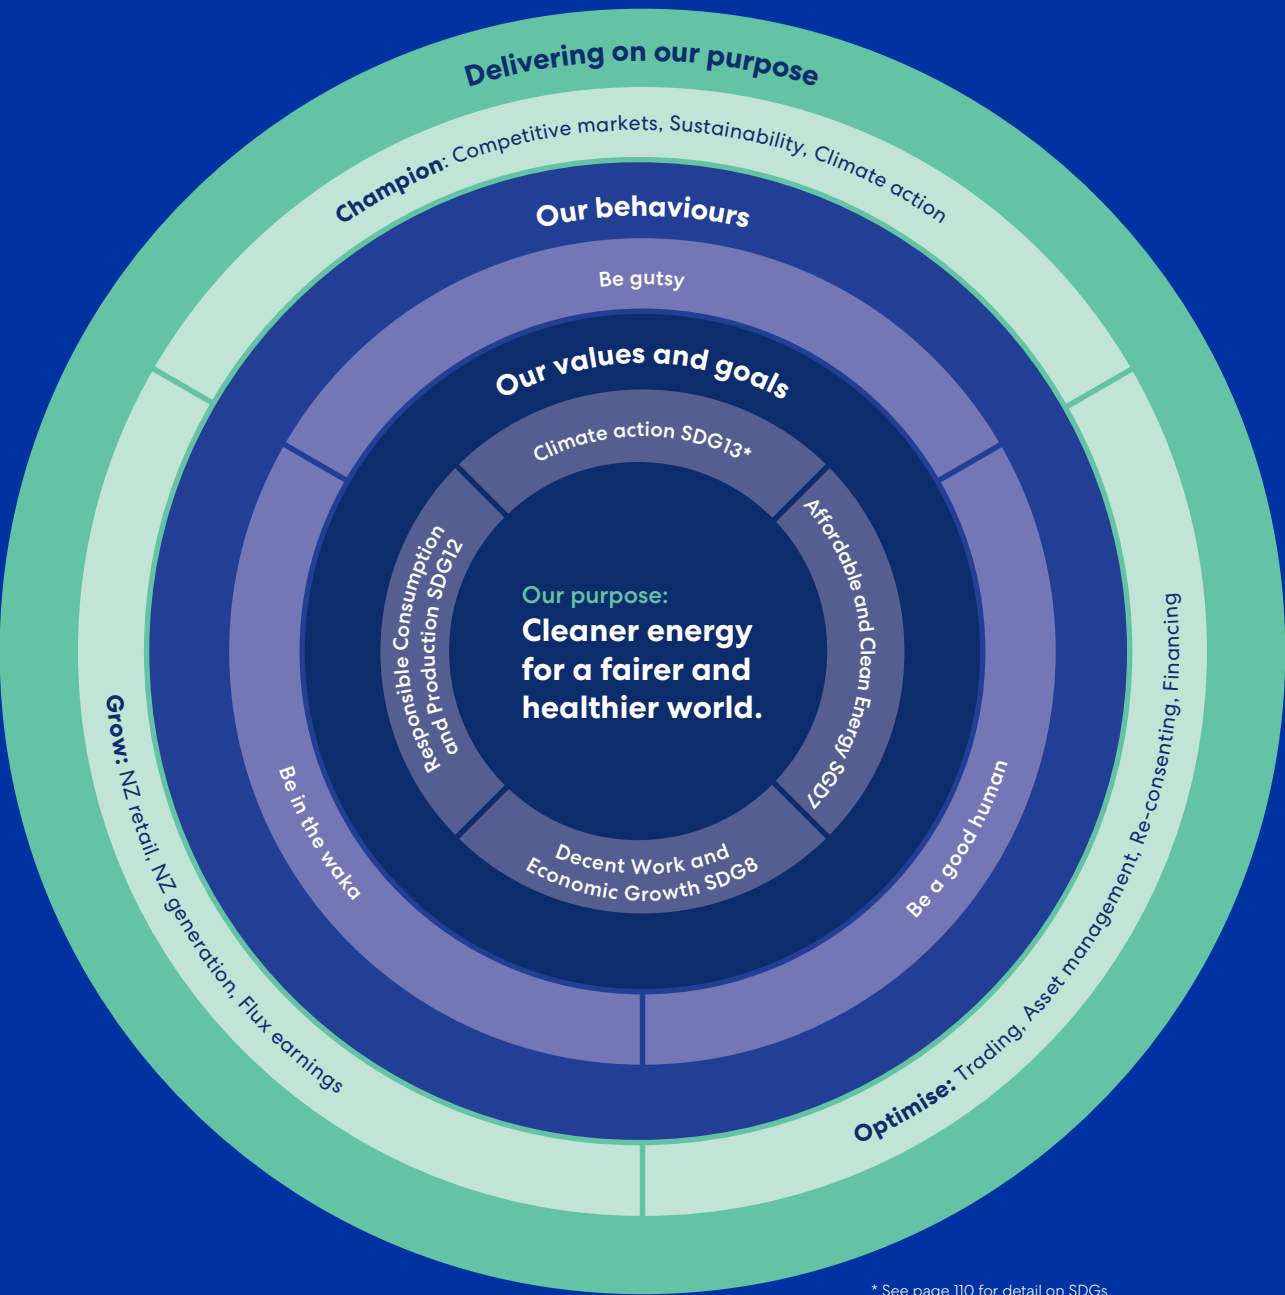 Delivering on our purpose
Champion: Competitive markets, Sustainability, Climate action
Our behaviours
Be gutsy
Our values and goals
Climate action SDG13*
Affordable and Clean Energy SGD7
Responsible Consumption
and Production SDG12
Our purpose:
Cleaner energy
for a fairer and
healthier world.
Decent Work and
Economic Growth SDG8
Be in the waka
Be a good human
Grow: NZ retail, NZ generation, Flux earnings
Optimise: Trading, Asset management, Re-consenting, Financing
* See page 110 for detail on SDGs